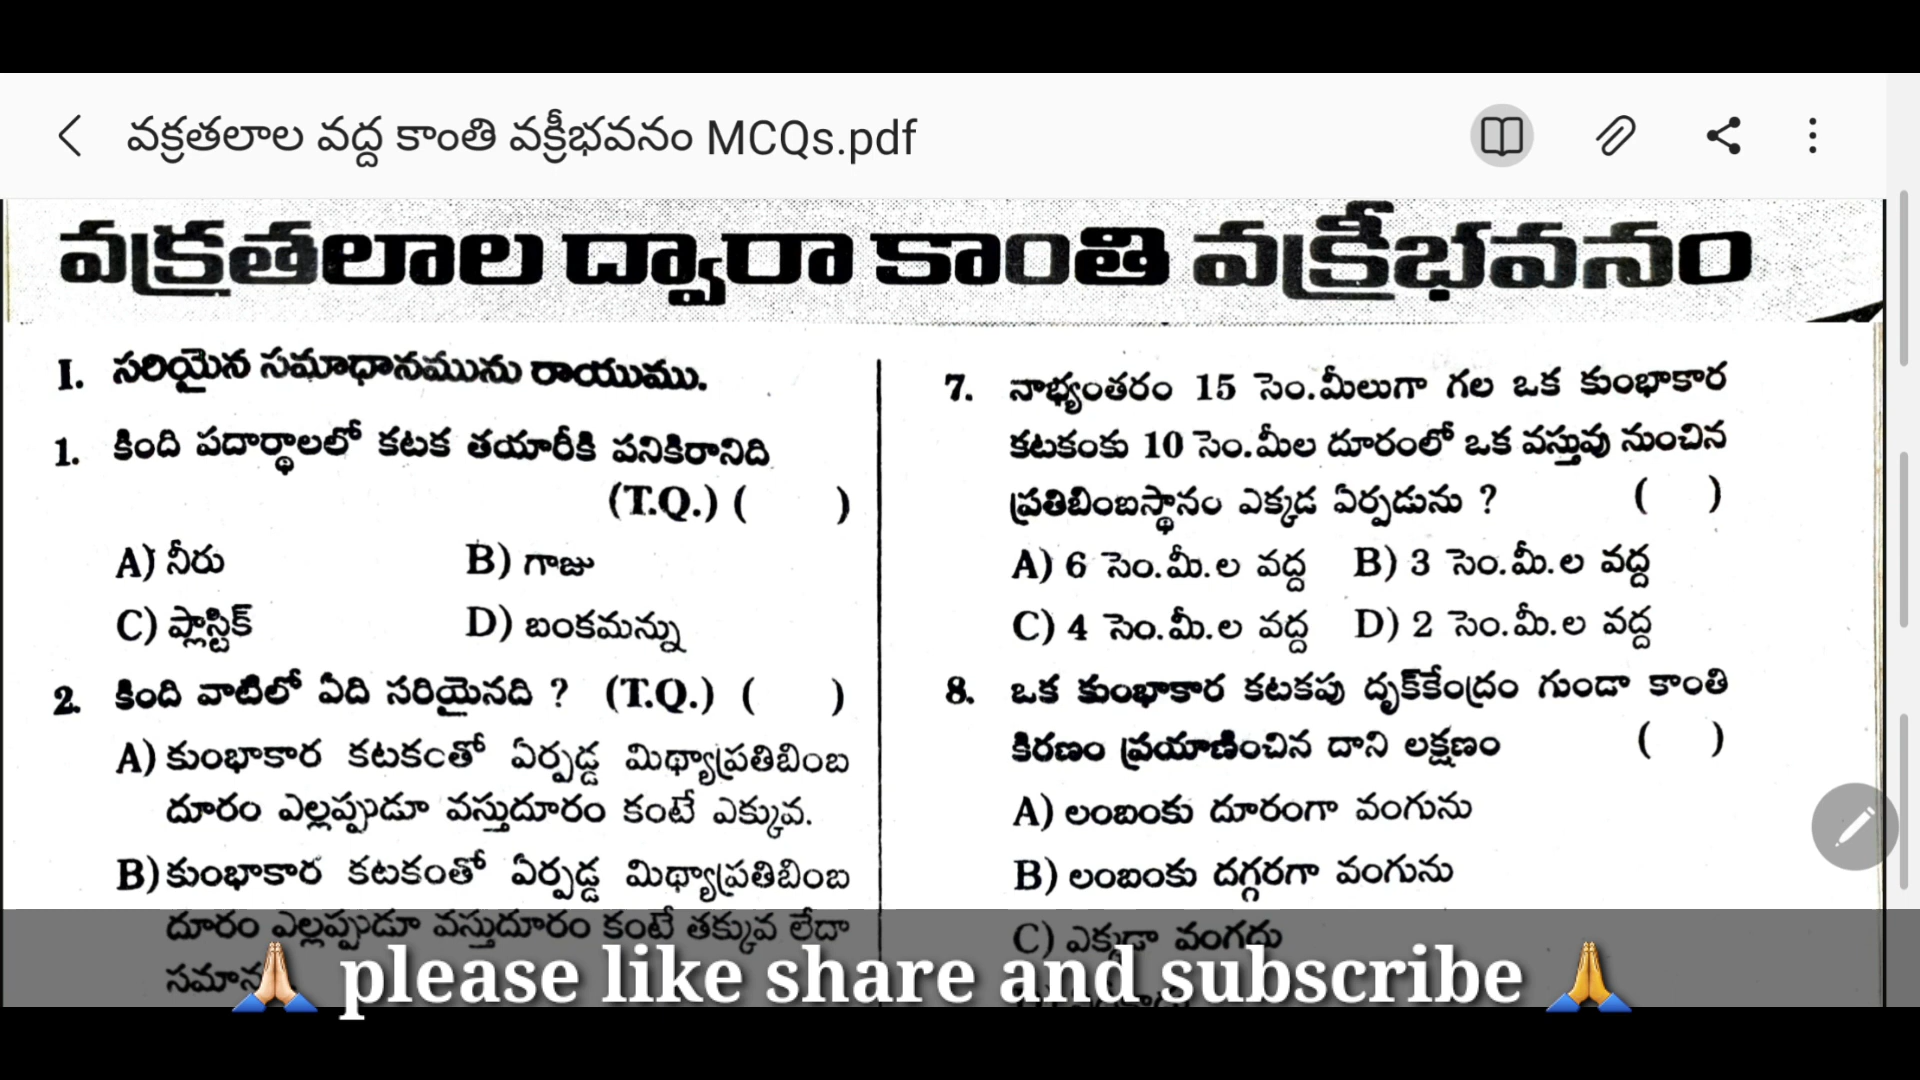 వక్రతలాల వద్ద కాంతి వక్రీభవనం MCQs.pdf
వక్రతలాల ద్వారా కాంతి వక్రీభవనం
I. సరియైన సమాధానమును రాయుము.
1. కింది పదార్థాలలో కటక తయారీకి పనికిరానిది
(T.Q.) ( )
A) నీరు B) గాజు
C) ప్లాస్టిక్ D) బంకమన్ను
2. కింది వాటిలో ఏది సరియైనది ? (T.Q.) ( )
A) కుంభాకార కటకంతో ఏర్పడ్డ మిథ్యాప్రతిబింబ
దూరం ఎల్లప్పుడూ వస్తుదూరం కంటే ఎక్కువ.
B) కుంభాకార కటకంతో ఏర్పడ్డ మిథ్యాప్రతిబింబ
దూరం ఎల్లప్పుడూ వస్తుదూరం కంటే తక్కువ లేదా
7. నాభ్యంతరం 15 సెం.మీలుగా గల ఒక కుంభాకార
కటకంకు 10 సెం.మీల దూరంలో ఒక వస్తువు నుంచిన
ప్రతిబింబస్థానం ఎక్కడ ఏర్పడును ? ( )
A) 6 సెం.మీ.ల వద్ద B) 3 సెం.మీ.ల వద్ద
C) 4 సెం.మీ.ల వద్ద D) 2 సెం.మీ.ల వద్ద
8. ఒక కుంభాకార కటకపు దృక్‌కేంద్రం గుండా కాంతి
కిరణం ప్రయాణించిన దాని లక్షణం ( )
A) లంబంకు దూరంగా వంగును
B) లంబంకు దగ్గరగా వంగును
C) ఎక్కడా వంగదు
please like share and subscribe